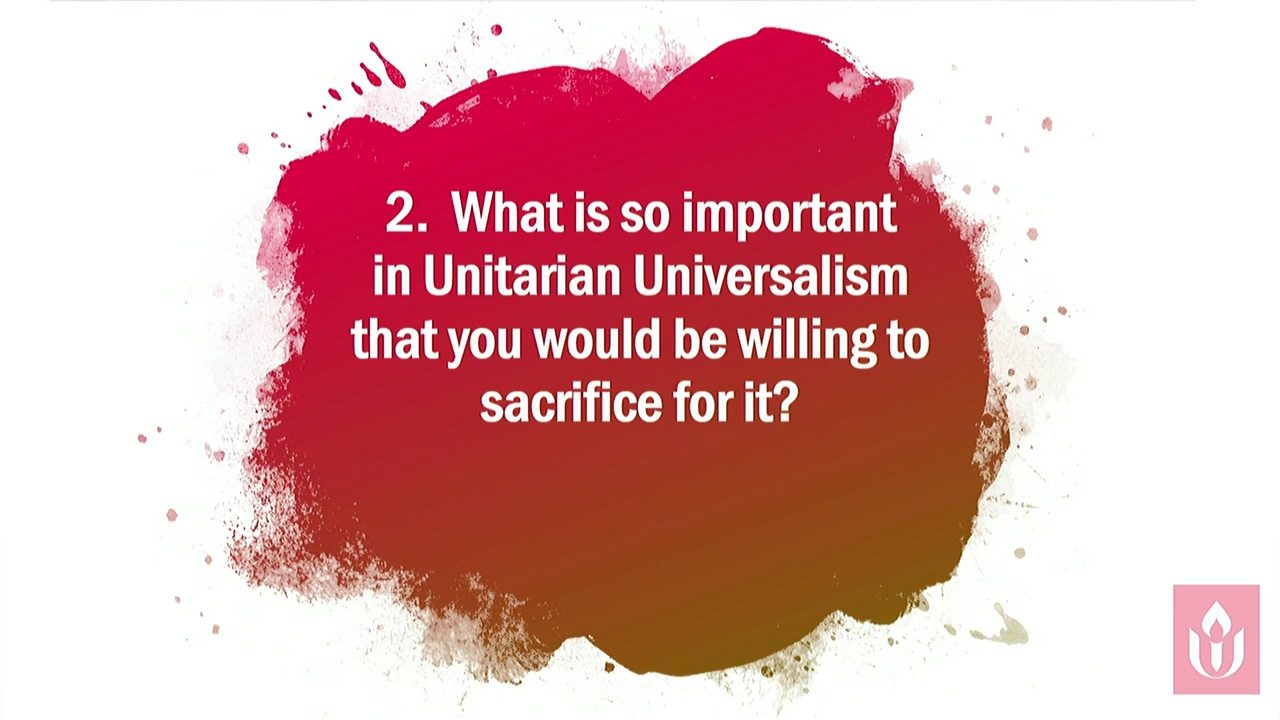 2. What is so important
in Unitarian Universalism
that you would be willing to
sacrifice for it?